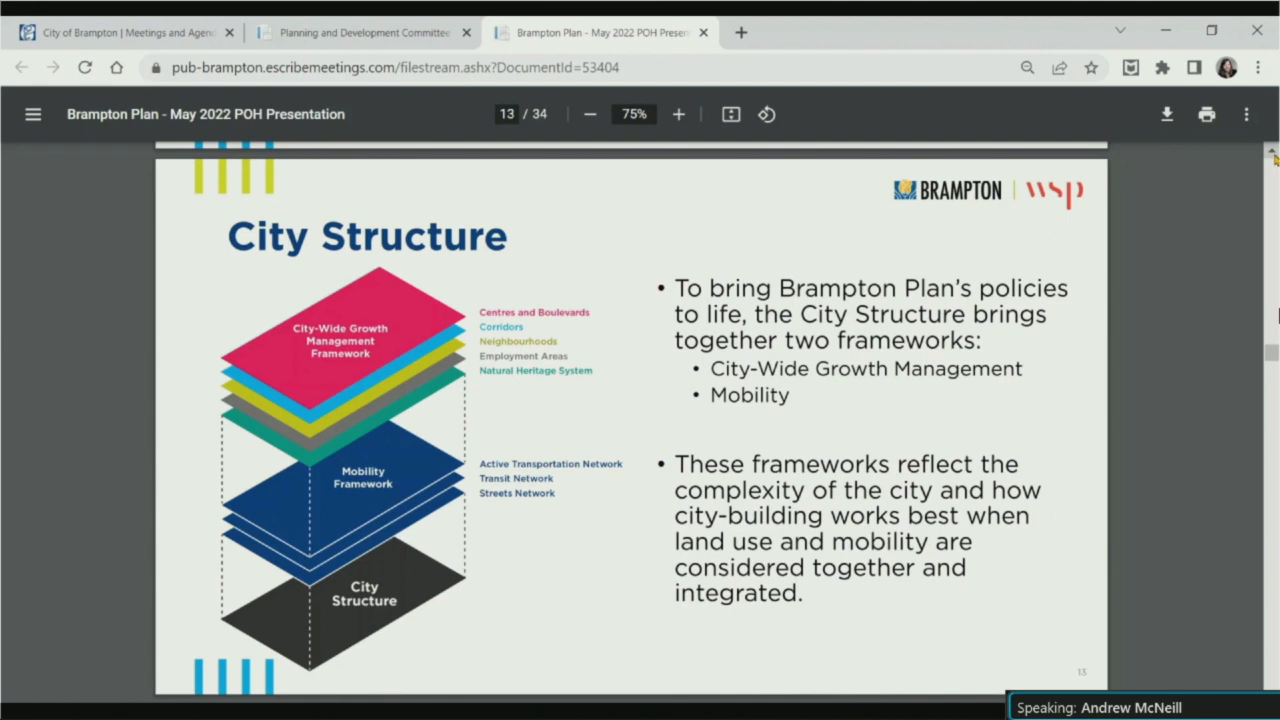 City of Brampton | Meetings and Agen
Planning and Development Committee
Brampton Plan - May 2022 POH Presen
pub-brampton.escribemeetings.com/filestream.ashx?DocumentId=53404
Brampton Plan - May 2022 POH Presentation
13 / 34
75%
BRAMPTON
wsp
City Structure
City-Wide Growth
Management
Framework
Centres and Boulevards
Corridors
Neighbourhoods
Employment Areas
Natural Heritage System
Mobility
Framework
Active Transportation Network
Transit Network
Streets Network
City
Structure
• To bring Brampton Plan's policies
to life, the City Structure brings
together two frameworks:
• City-Wide Growth Management
• Mobility
• These frameworks reflect the
complexity of the city and how
city-building works best when
land use and mobility are
considered together and
integrated.
13
Speaking: Andrew McNeill